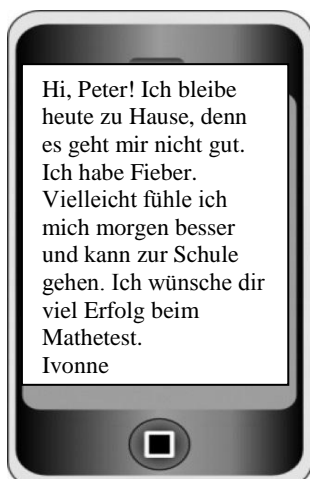 Hi, Peter! Ich bleibe
heute zu Hause, denn
es geht mir nicht gut.
Ich habe Fieber.
Vielleicht fühle ich
mich morgen besser
und kann zur Schule
gehen. Ich wünsche dir
viel Erfolg beim
Mathetest.
Ivonne